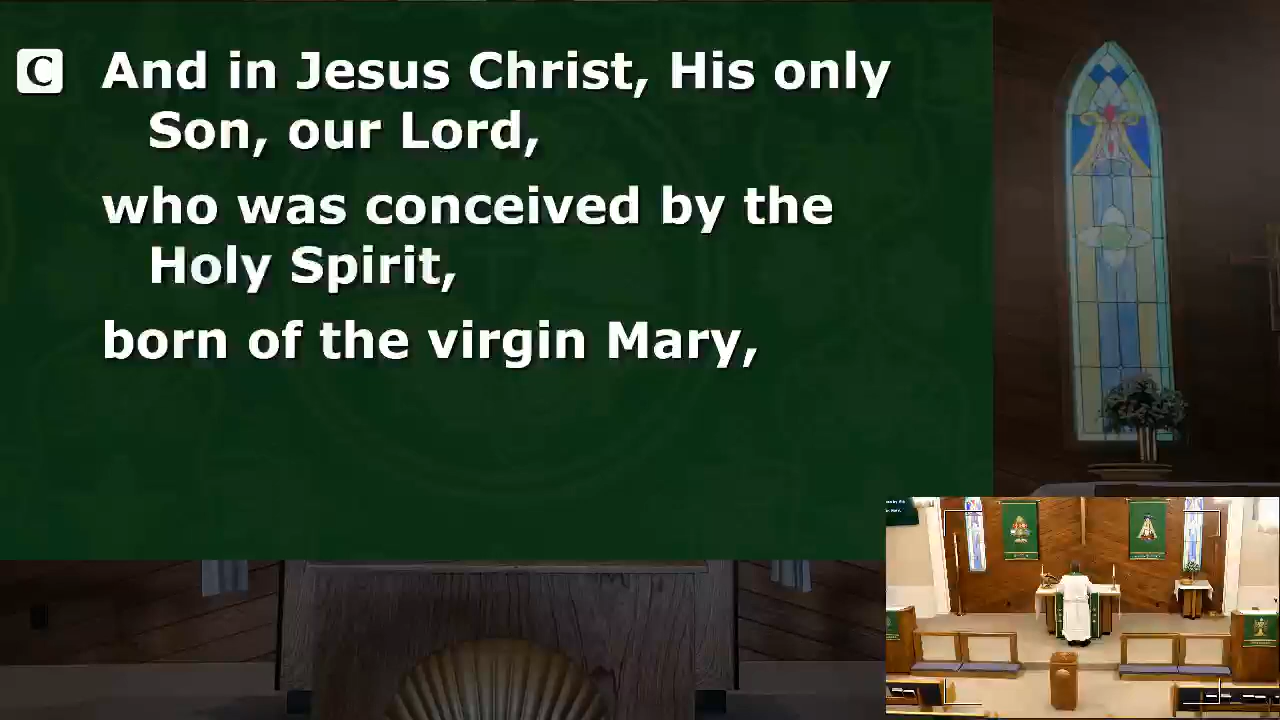 C And in Jesus Christ, His only
Son, our Lord,
who was conceived by the
Holy Spirit,
born of the virgin Mary,